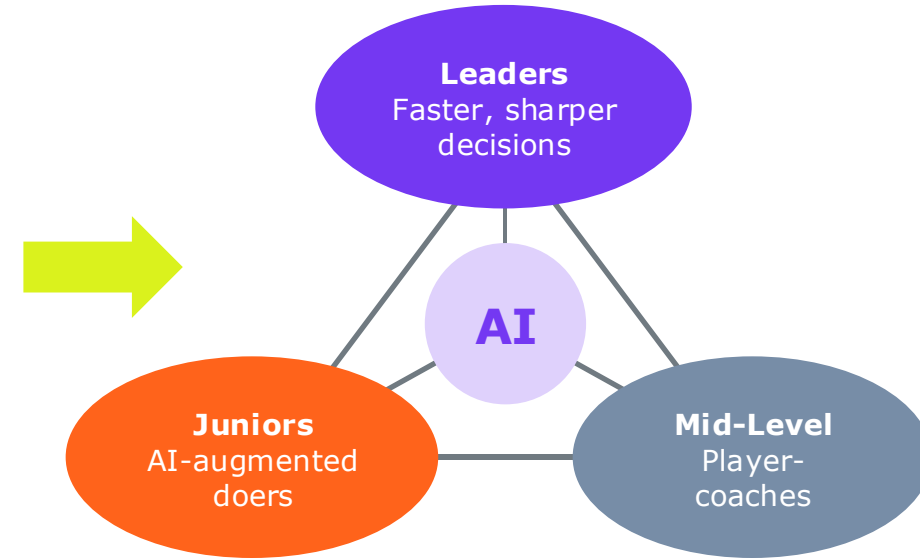 Leaders
Faster, sharper
decisions
AI
Juniors
AI-augmented
doers
Mid-Level
Player-
coaches